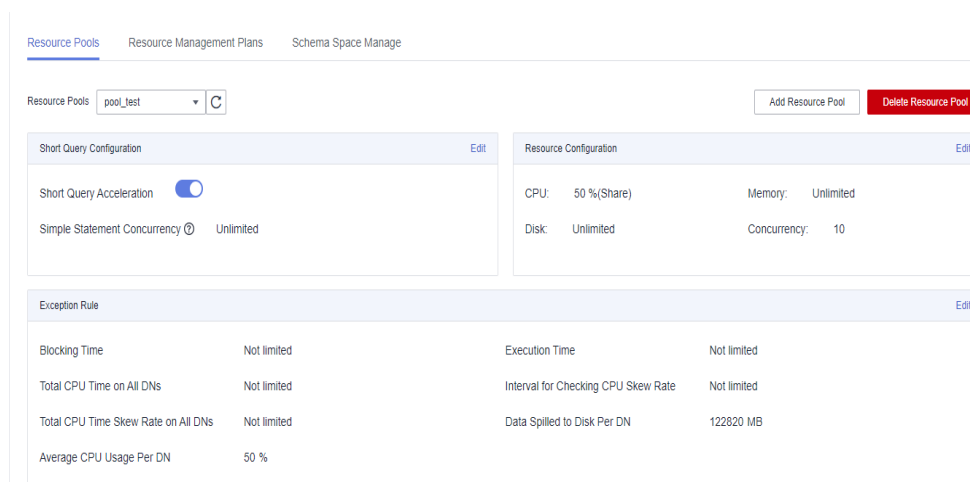 Resource Pools Resource Management Plans Schema Space Manage
Resource Pools pool_test Add Resource Pool Delete Resource Pool
Short Query Configuration Edit
Short Query Acceleration
Simple Statement Concurrency Unlimited
Resource Configuration Edit
CPU: 50 %(Share) Memory: Unlimited
Disk: Unlimited Concurrency: 10
Exception Rule Edit
Blocking Time Not limited Execution Time Not limited
Total CPU Time on All DNs Not limited Interval for Checking CPU Skew Rate Not limited
Total CPU Time Skew Rate on All DNs Not limited Data Spilled to Disk Per DN 122820 MB
Average CPU Usage Per DN 50 %